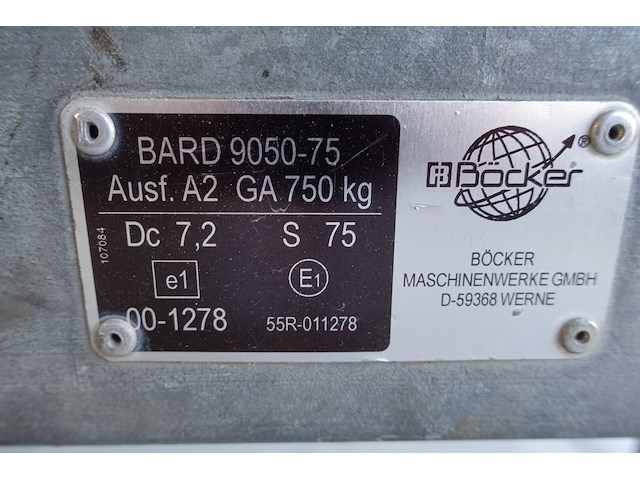 BARD 9050-75
Ausf. A2 GA 750 kg
Dc 7,2 S 75
e1 E1
00-1278 55R-011278
107084
Böcker ®
BÖCKER
MASCHINENWERKE GMBH
D-59368 WERNE